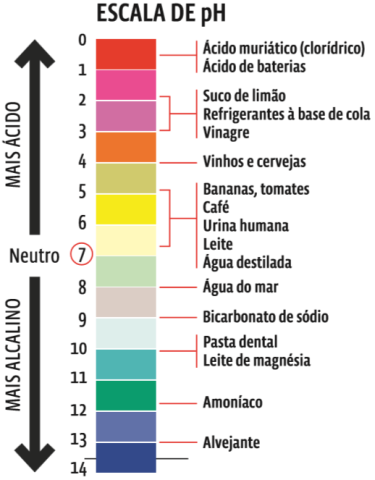 ESCALA DE pH
MAIS ÁCIDO
Neutro
MAIS ALCALINO
0
1
2
3
4
5
6
7
8
9
10
11
12
13
14
Ácido muriático (clorídrico)
Ácido de baterias
Suco de limão
Refrigerantes à base de cola
Vinagre
Vinhos e cervejas
Bananas, tomates
Café
Urina humana
Leite
Água destilada
Água do mar
Bicarbonato de sódio
Pasta dental
Leite de magnésia
Amoníaco
Alvejante